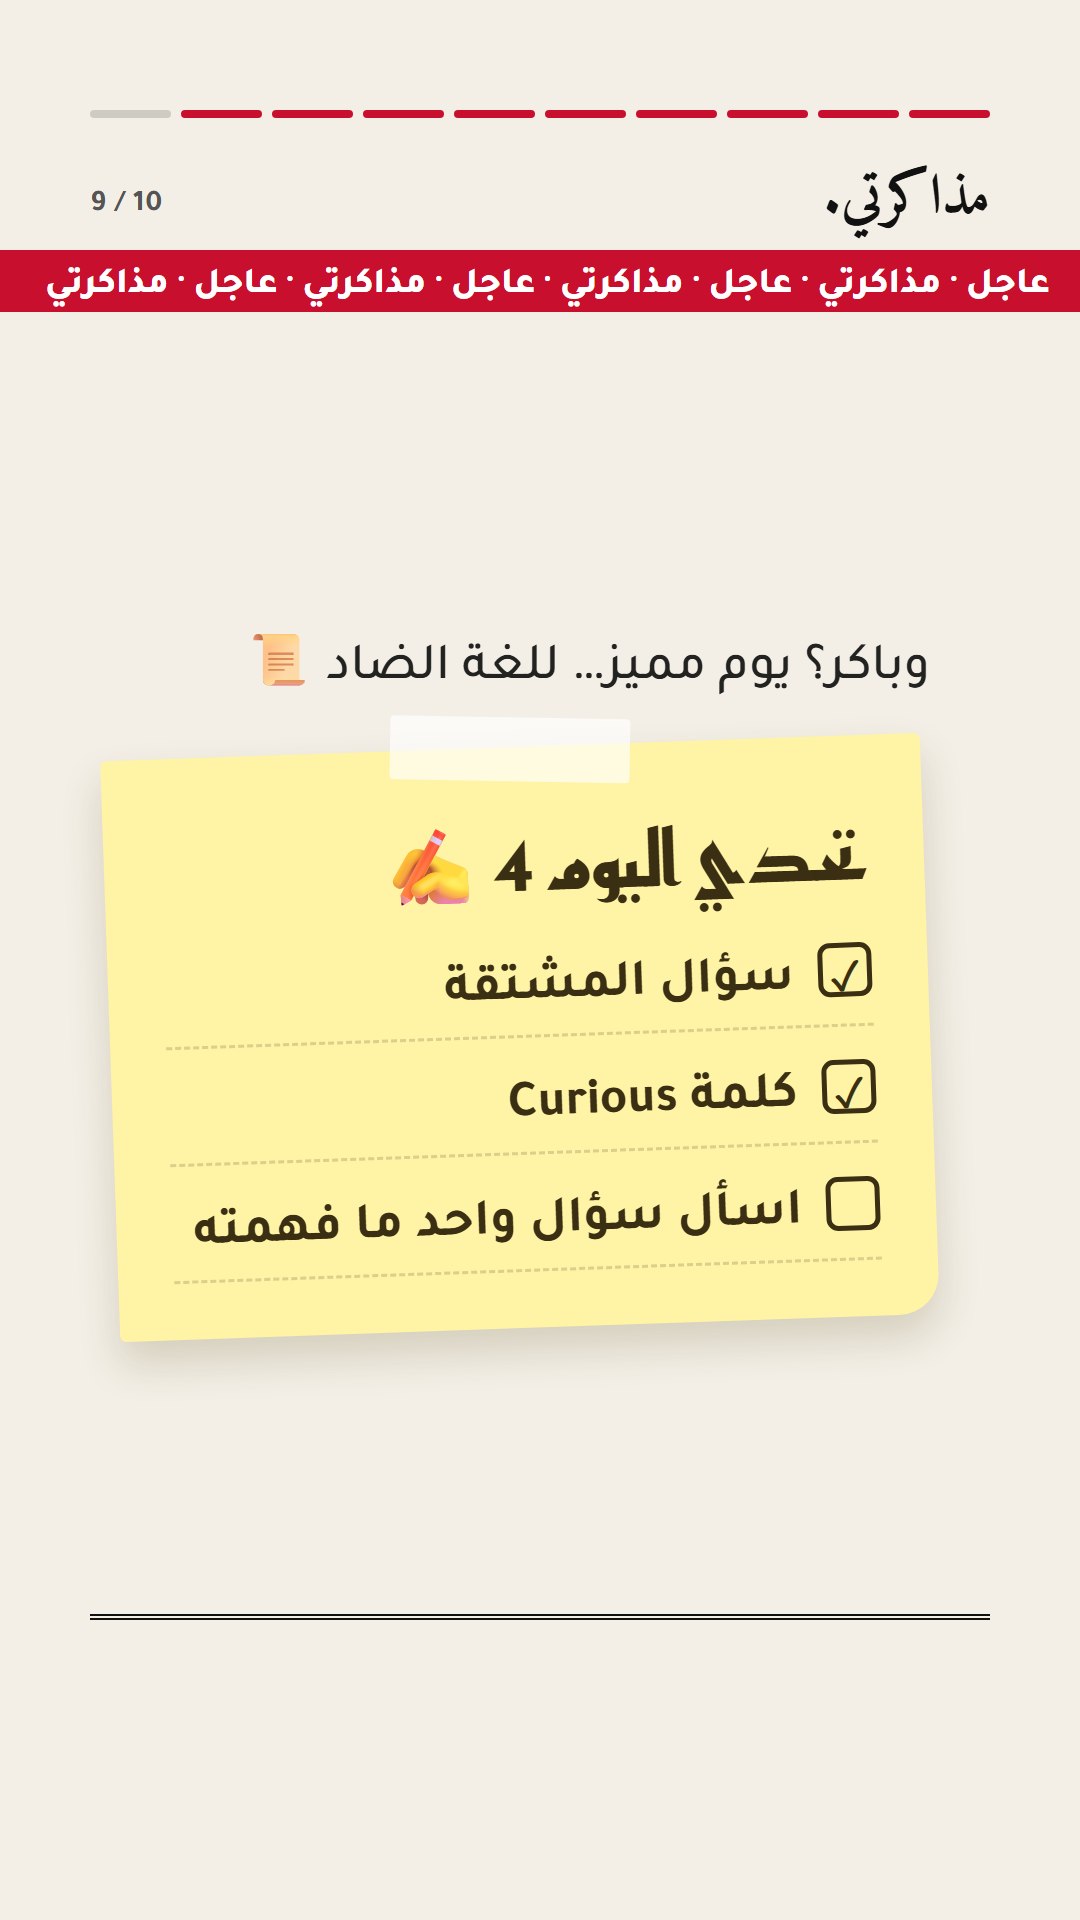 مذاكرتي.
9 / 10
عاجل · مذاكرتي · عاجل · مذاكرتي · عاجل · مذاكرتي · عاجل · مذاكرتي
وباكر؟ يوم مميز... للغة الضاد 📜
تحدي اليوم 4 ✍️
✓ سؤال المشتقة
✓ كلمة Curious
اسأل سؤال واحد ما فهمته